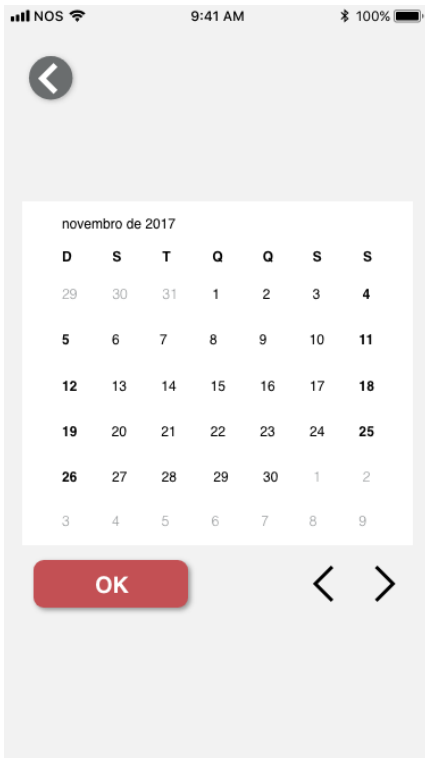 NOS 9:41 AM 100%
novembro de 2017
D S T Q Q S S
29 30 31 1 2 3 4
5 6 7 8 9 10 11
12 13 14 15 16 17 18
19 20 21 22 23 24 25
26 27 28 29 30 1 2
3 4 5 6 7 8 9
OK